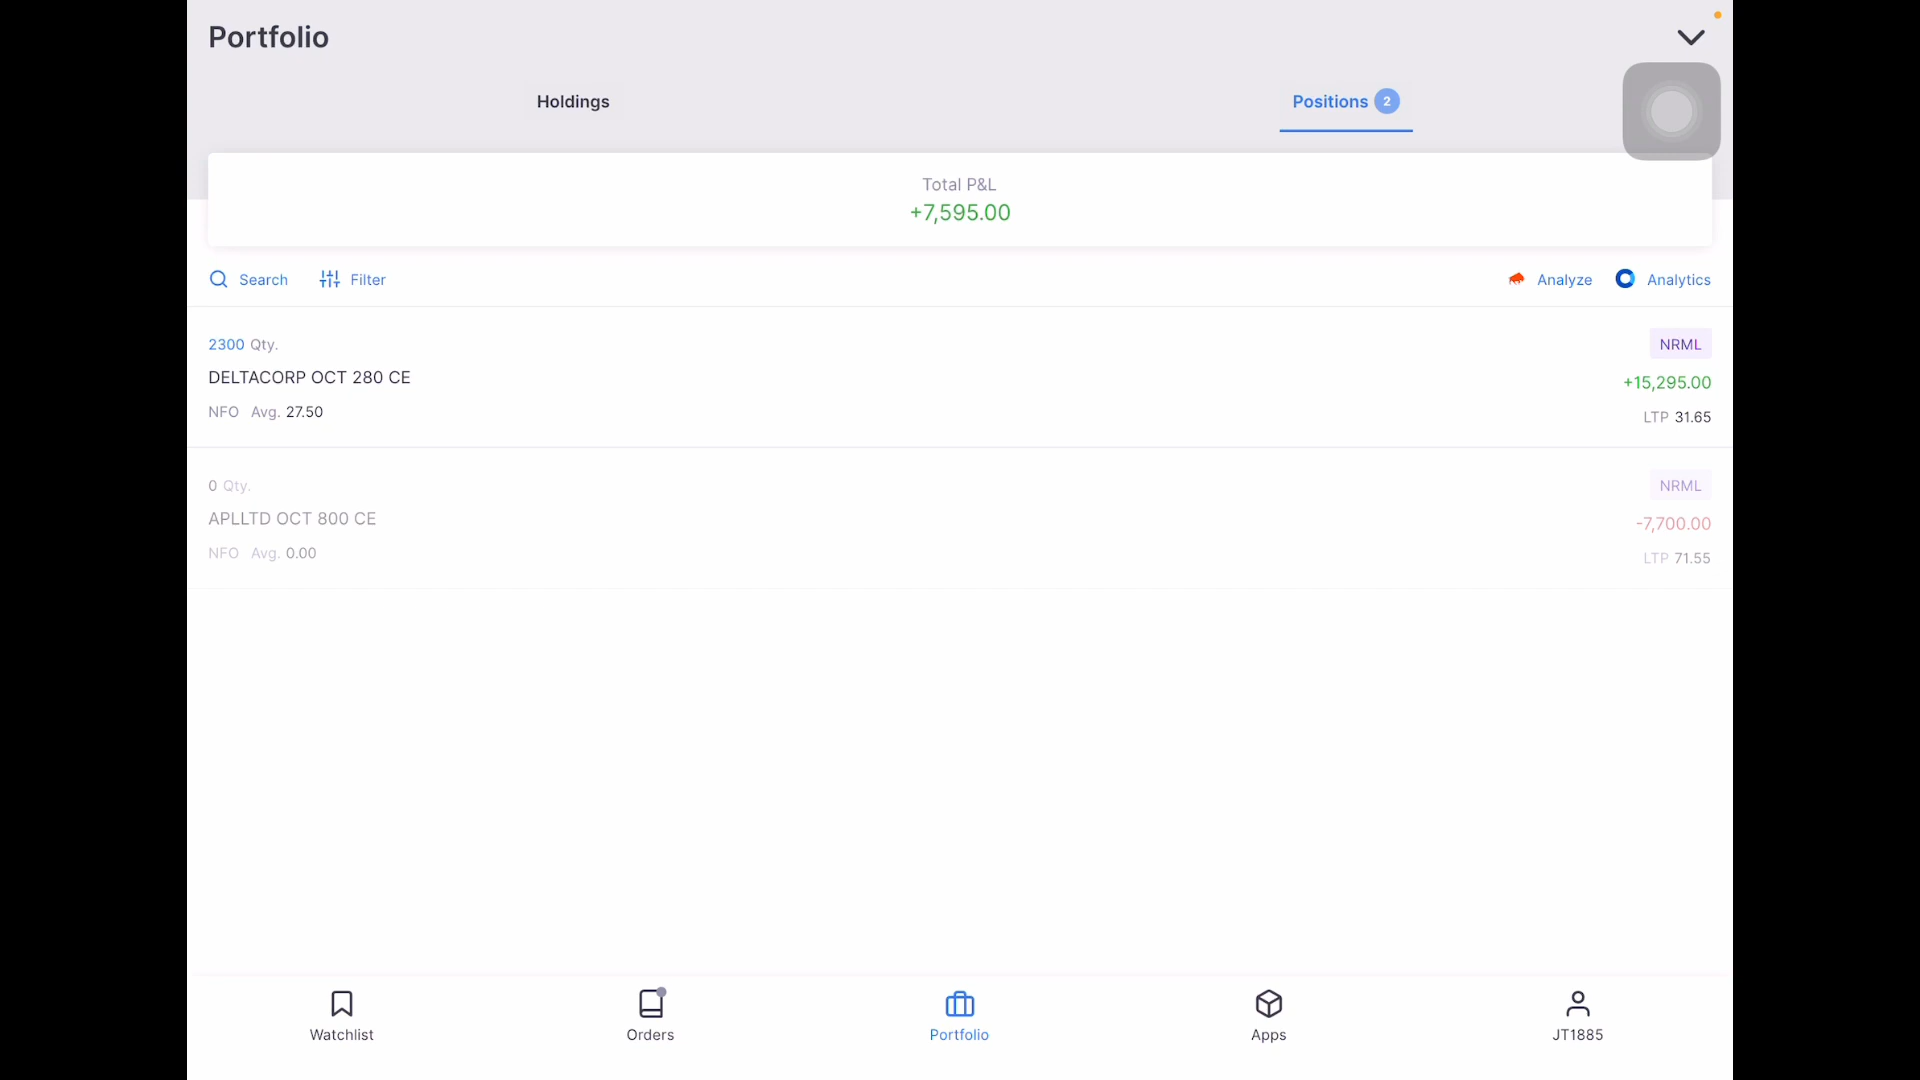 Portfolio
Holdings
Positions 2
Total P&L
+7,595.00
Search Filter Analyze Analytics
2300 Qty. NRML
DELTACORP OCT 280 CE +15,295.00
NFO Avg. 27.50 LTP 31.65
0 Qty. NRML
APLLTD OCT 800 CE -7,700.00
NFO Avg. 0.00 LTP 71.55
Watchlist Orders Portfolio Apps JT1885